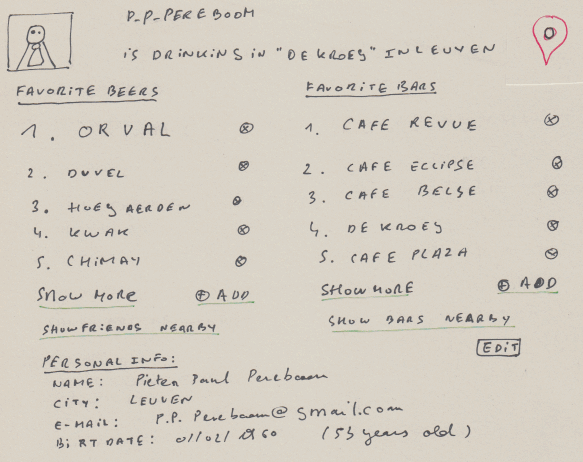 P-P-PEREBOOM
is DRINKING in "DE KROEG" IN LEUVEN
FAVORITE BEERS
1. ORVAL
2. DUVEL
3. HOEGAERDEN
4. KWAK
5. CHIMAY
SHOW MORE
⊕ ADD
SHOW FRIENDS NEARBY
FAVORITE BARS
1. CAFE REVUE
2. CAFE ECLIPSE
3. CAFE BELGE
4. DE KROEG
5. CAFE PLAZA
SHOW MORE
⊕ ADD
SHOW BARS NEARBY
EDIT
PERSONAL INFO:
NAME: Pieter Paul Pereboom
CITY: LEUVEN
E-MAIL: P.P. Pereboom@gmail.com
BIRTDATE: 01/02/1960 (53 years old)